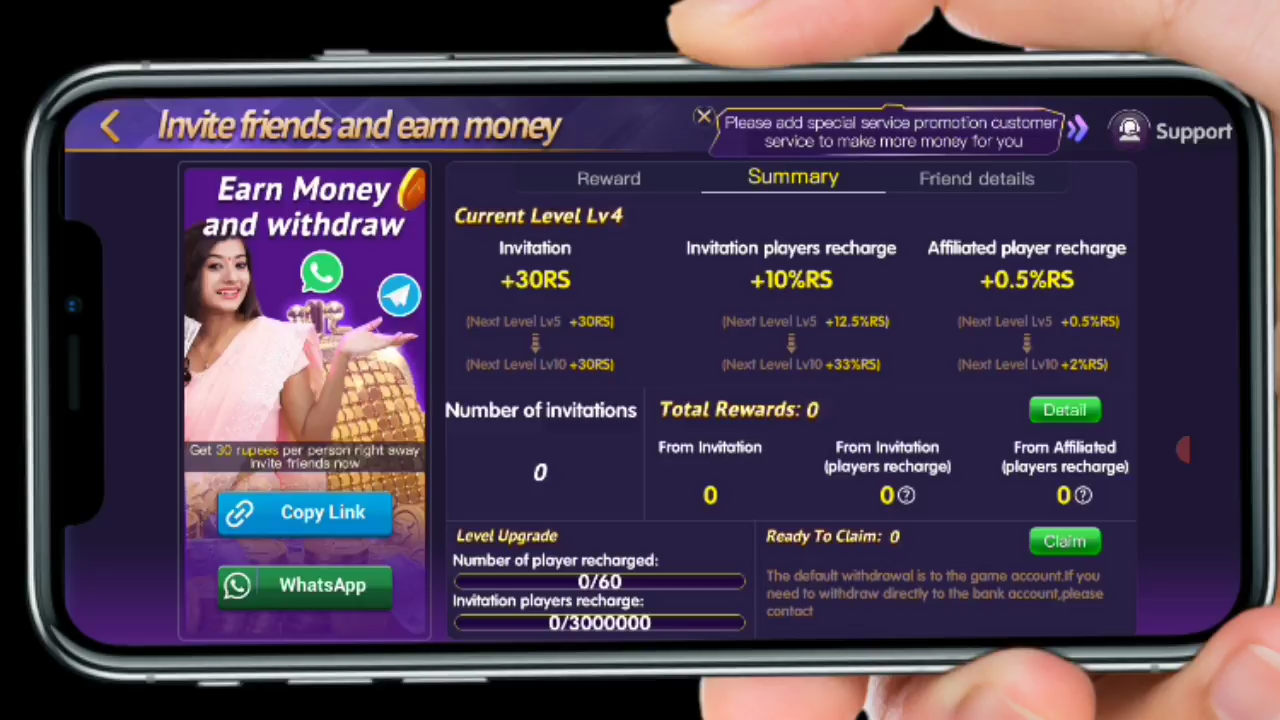 Invite friends and earn money
Please add special service promotion customer
service to make more money for you
Support
Earn Money
and withdraw
Get 30 rupees per person right away
Invite friends now
Copy Link
WhatsApp
Reward
Summary
Friend details
Current Level Lv4
Invitation
+30RS
(Next Level Lv5 +30RS)
(Next Level Lv10 +30RS)
Invitation players recharge
+10%RS
(Next Level Lv5 +12.5%RS)
(Next Level Lv10 +33%RS)
Affiliated player recharge
+0.5%RS
(Next Level Lv5 +0.5%RS)
(Next Level Lv10 +2%RS)
Number of invitations
0
Total Rewards: 0
Detail
From Invitation
0
From Invitation
(players recharge)
0 ?
From Affiliated
(players recharge)
0 ?
Level Upgrade
Number of player recharged:
0/60
Invitation players recharge:
0/3000000
Ready To Claim: 0
Claim
The default withdrawal is to the game account.If you
need to withdraw directly to the bank account,please
contact